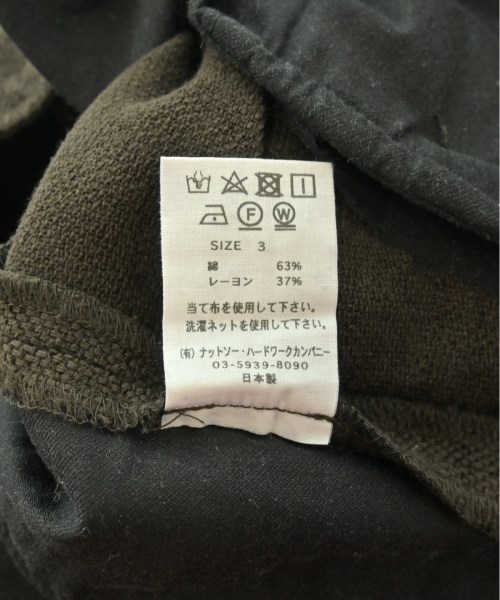 F W
SIZE 3
綿 63%
レーヨン 37%
当て布を使用して下さい。
洗濯ネットを使用して下さい。
(有) ナットソー・ハードワークカンパニー
03-5939-8090
日本製